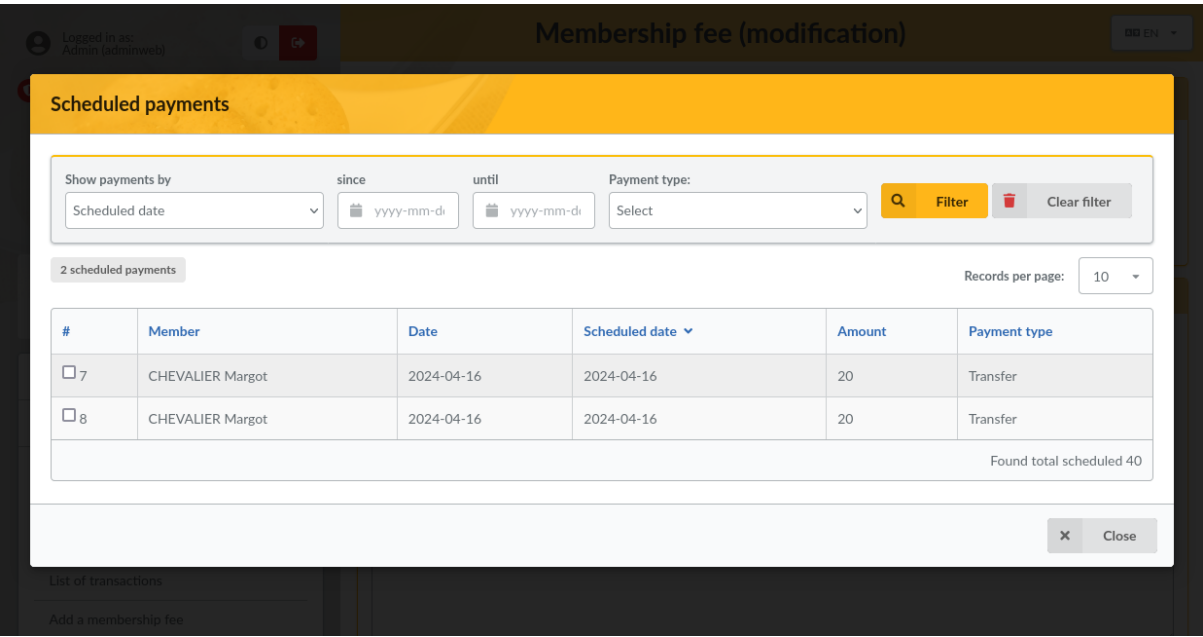 Logged in as:
Admin (adminweb)
Membership fee (modification)
EN
Scheduled payments
Show payments by since until Payment type:
Scheduled date yyyy-mm-d yyyy-mm-d Select Filter Clear filter
2 scheduled payments Records per page: 10
# Member Date Scheduled date Amount Payment type
7 CHEVALIER Margot 2024-04-16 2024-04-16 20 Transfer
8 CHEVALIER Margot 2024-04-16 2024-04-16 20 Transfer
Found total scheduled 40
Close
List of transactions
Add a membership fee